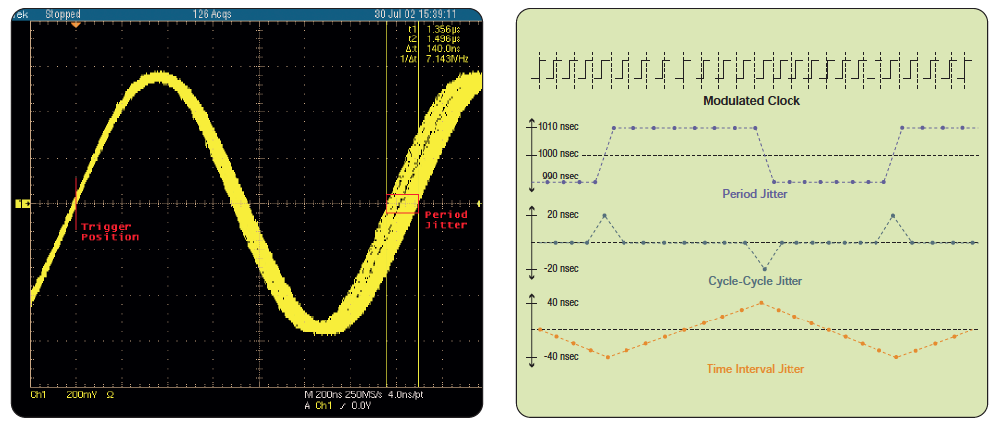 Tek Stopped 126 Acqs 30 Jul 02 15:39:11
t1 1.356µs
t2 1.496µs
Δt 140.0ns
1/Δt 7.143MHz
1
Trigger
Position
Period
Jitter
Ch1 200mV Ω M 200ns 250MS/s 4.0ns/pt
A Ch1 ⁄ 0.0V
Modulated Clock
1010 nsec
1000 nsec
990 nsec
Period Jitter
20 nsec
-20 nsec
Cycle-Cycle Jitter
40 nsec
-40 nsec
Time Interval Jitter